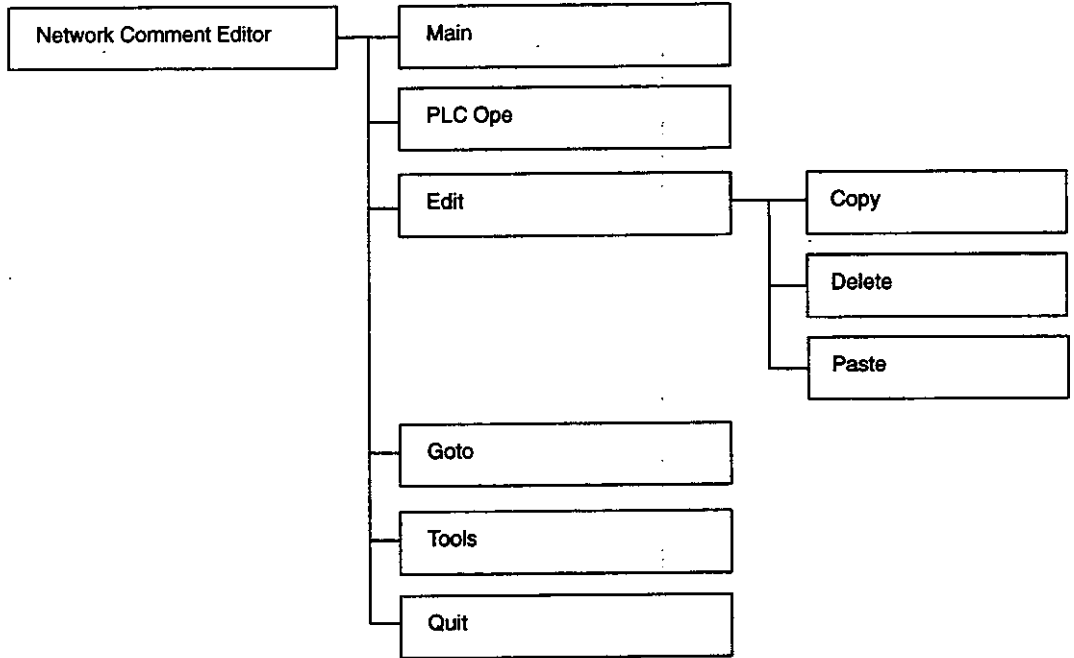 Network Comment Editor
Main
PLC Ope
Edit
Copy
Delete
Paste
Goto
Tools
Quit